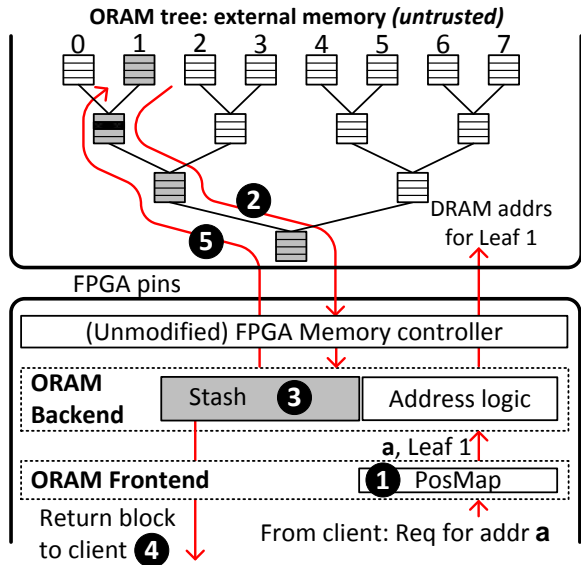 ORAM tree: external memory (untrusted)
0 1 2 3 4 5 6 7
2
DRAM addrs
for Leaf 1
5
FPGA pins
(Unmodified) FPGA Memory controller
ORAM
Backend
Stash 3
Address logic
a, Leaf 1
ORAM Frontend
1 PosMap
Return block
to client 4
From client: Req for addr a